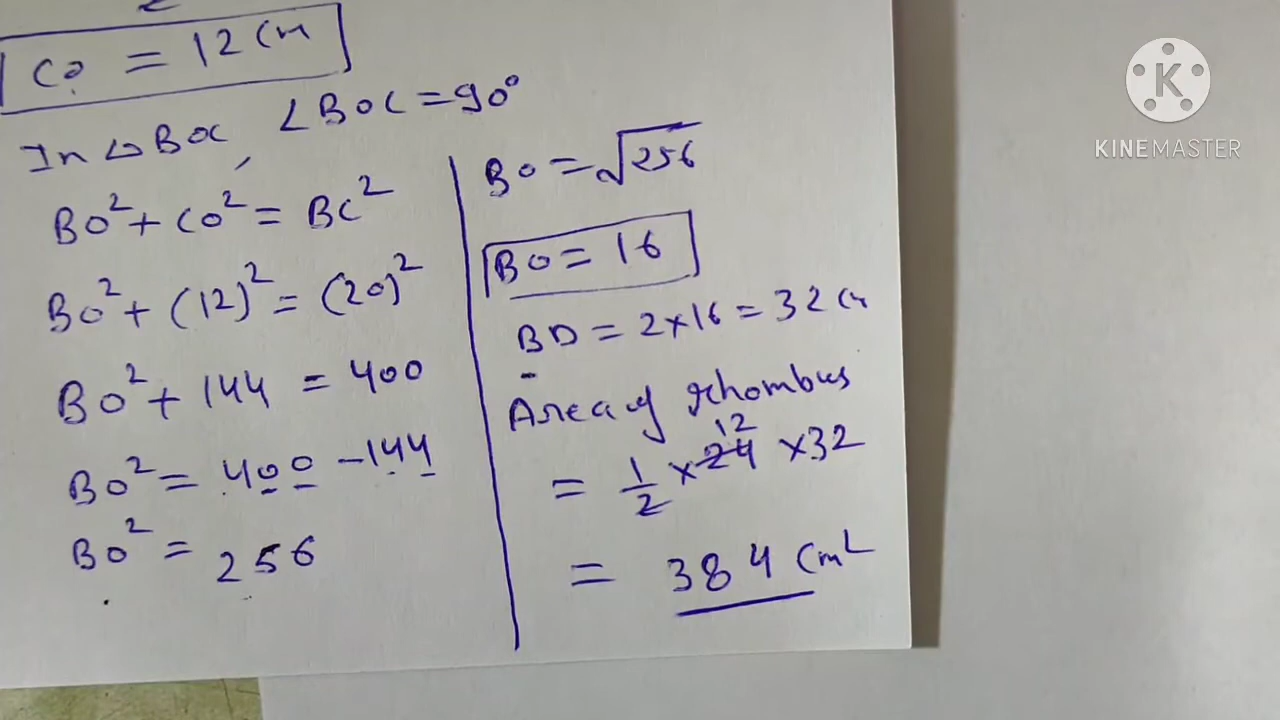 CO = 12 Cm
In △BOC, ∠BOC = 90°
BO² + CO² = BC²
BO² + (12)² = (20)²
BO² + 144 = 400
BO² = 400 - 144
BO² = 256
BO = √256
BO = 16
BD = 2×16 = 32 Cm
Area of rhombus
= 1/2 × 24 12 × 32
= 384 Cm²
K
KINEMASTER